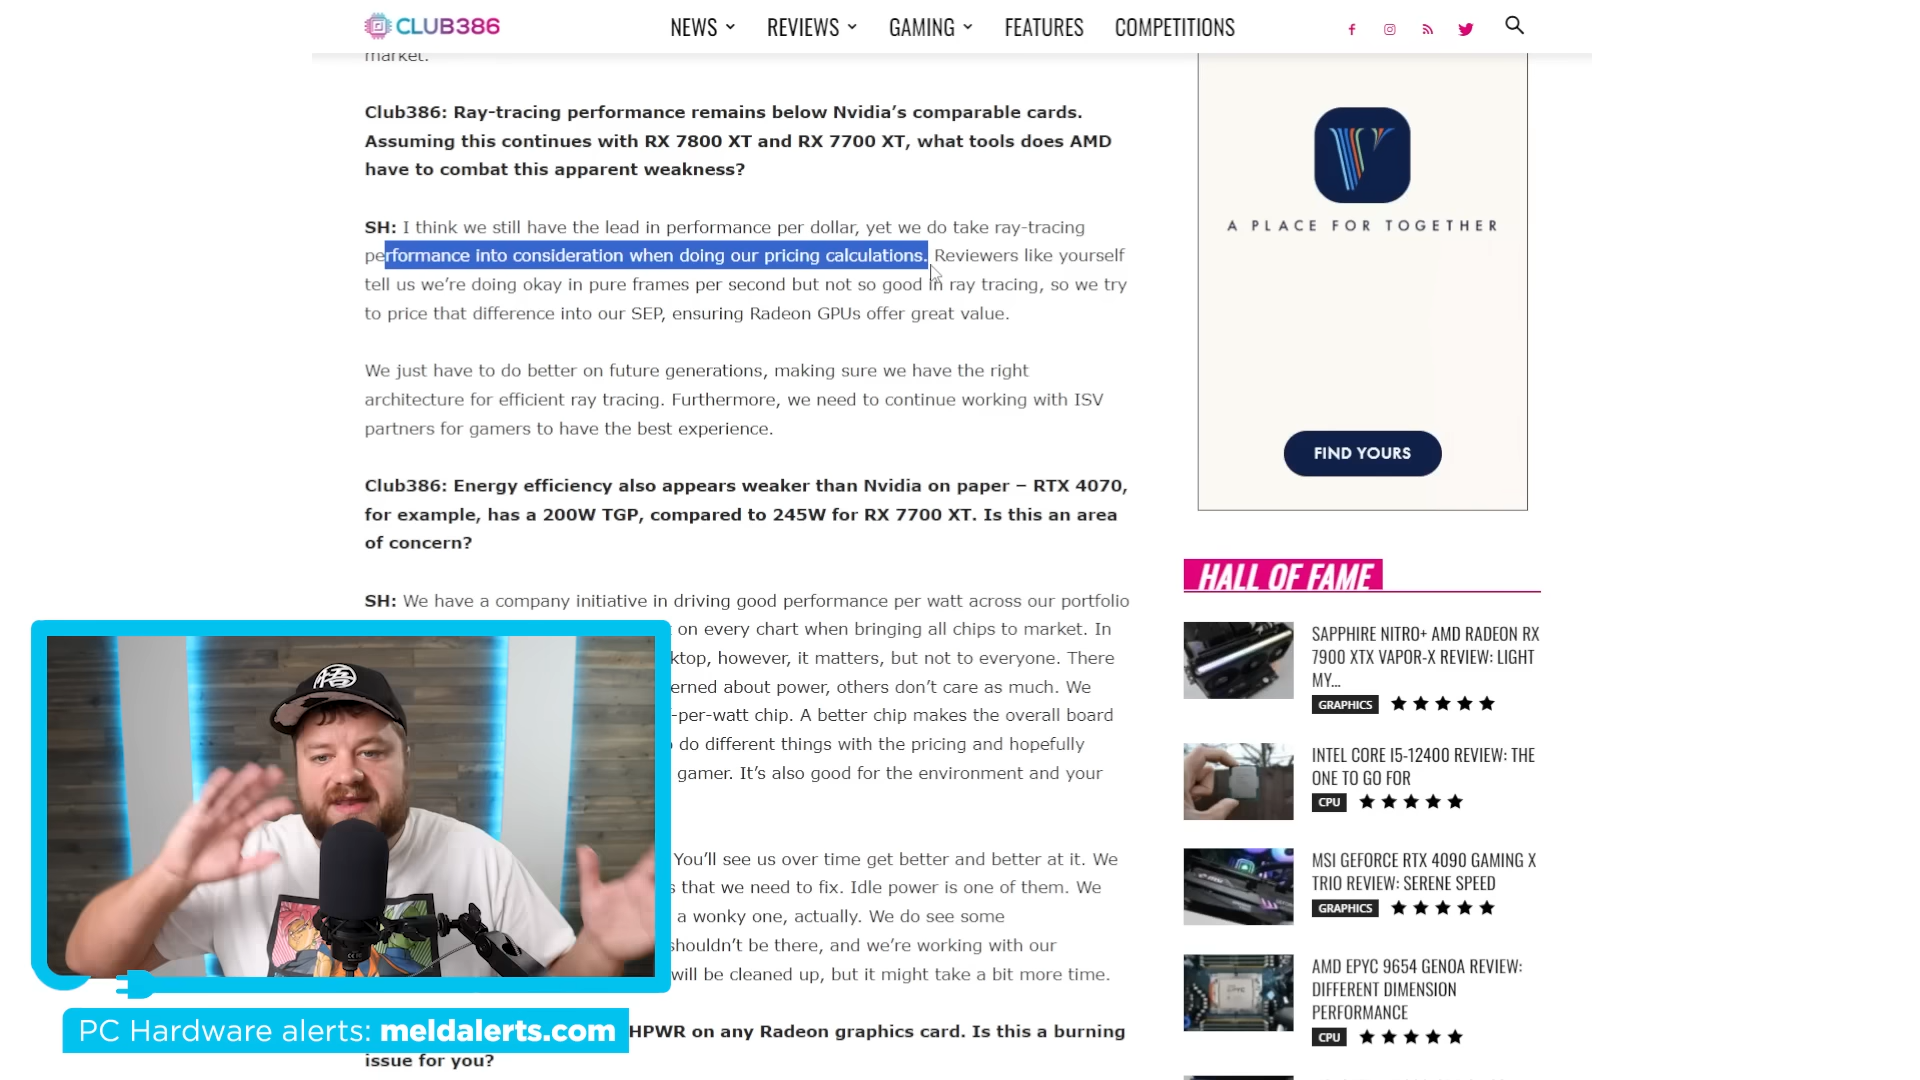 CLUB386
NEWS
REVIEWS
GAMING
FEATURES
COMPETITIONS
market.
Club386: Ray-tracing performance remains below Nvidia’s comparable cards.
Assuming this continues with RX 7800 XT and RX 7700 XT, what tools does AMD
have to combat this apparent weakness?
SH: I think we still have the lead in performance per dollar, yet we do take ray-tracing
performance into consideration when doing our pricing calculations. Reviewers like yourself
tell us we’re doing okay in pure frames per second but not so good in ray tracing, so we try
to price that difference into our SEP, ensuring Radeon GPUs offer great value.
We just have to do better on future generations, making sure we have the right
architecture for efficient ray tracing. Furthermore, we need to continue working with ISV
partners for gamers to have the best experience.
Club386: Energy efficiency also appears weaker than Nvidia on paper – RTX 4070,
for example, has a 200W TGP, compared to 245W for RX 7700 XT. Is this an area
of concern?
SH: We have a company initiative in driving good performance per watt across our portfolio
on every chart when bringing all chips to market. In
ktop, however, it matters, but not to everyone. There
erned about power, others don’t care as much. We
-per-watt chip. A better chip makes the overall board
do different things with the pricing and hopefully
gamer. It’s also good for the environment and your
You’ll see us over time get better and better at it. We
s that we need to fix. Idle power is one of them. We
a wonky one, actually. We do see some
shouldn’t be there, and we’re working with our
will be cleaned up, but it might take a bit more time.
HPWR on any Radeon graphics card. Is this a burning
issue for you?
PC Hardware alerts: meldalerts.com
A PLACE FOR TOGETHER
FIND YOURS
HALL OF FAME
SAPPHIRE NITRO+ AMD RADEON RX
7900 XTX VAPOR-X REVIEW: LIGHT
MY...
GRAPHICS
INTEL CORE I5-12400 REVIEW: THE
ONE TO GO FOR
CPU
MSI GEFORCE RTX 4090 GAMING X
TRIO REVIEW: SERENE SPEED
GRAPHICS
AMD EPYC 9654 GENOA REVIEW:
DIFFERENT DIMENSION
PERFORMANCE
CPU